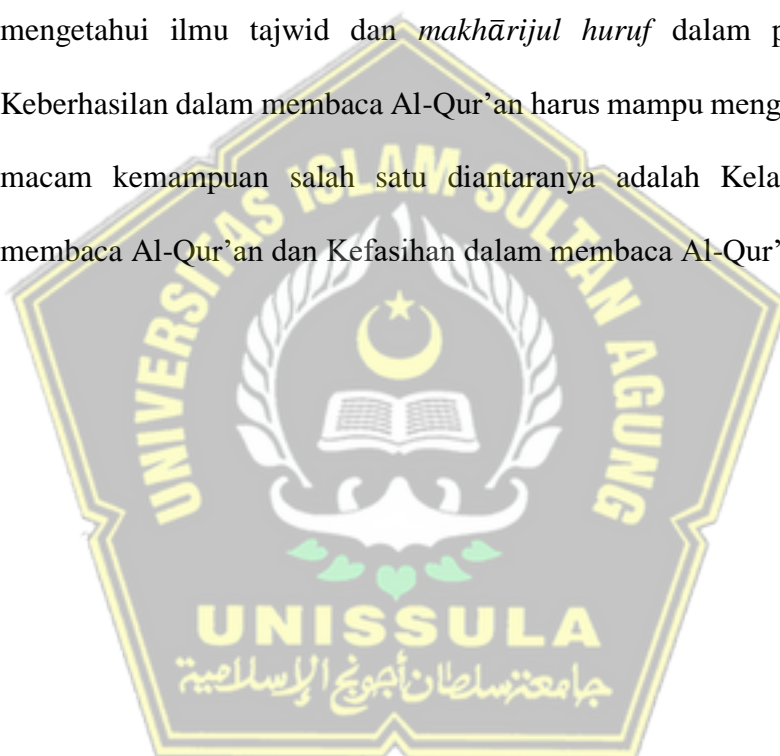 mengetahui ilmu tajwid dan makhārijul huruf dalam p
Keberhasilan dalam membaca Al-Qur’an harus mampu meng
macam kemampuan salah satu diantaranya adalah Kela
membaca Al-Qur’an dan Kefasihan dalam membaca Al-Qur’
UNIVERSITAS ISLAM SULTAN AGUNG
UNISSULA
جامعة سلطان أجونج الإسلامية